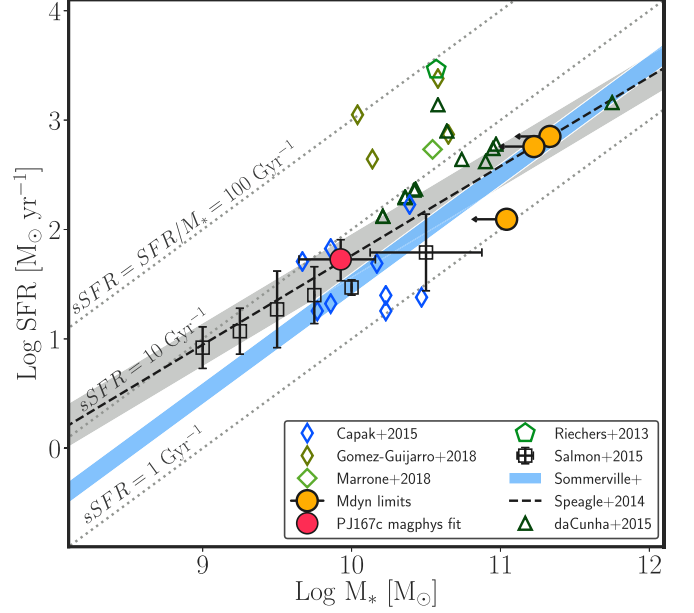 4
3
2
1
0
Log SFR [M⊙ yr⁻¹]
sSFR = SFR/M* = 100 Gyr⁻¹
sSFR = 10 Gyr⁻¹
sSFR = 1 Gyr⁻¹
Capak+2015
Gomez-Guijarro+2018
Marrone+2018
Mdyn limits
PJ167c magphys fit
Riechers+2013
Salmon+2015
Sommerville+
Speagle+2014
daCunha+2015
9
10
11
12
Log M* [M⊙]